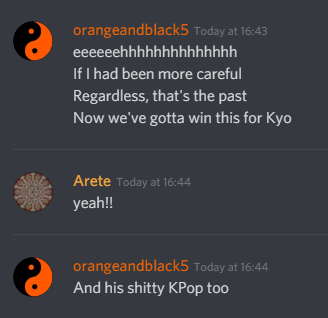 orangeandblack5 Today at 16:43
eeeeeehhhhhhhhhhhhhh
If I had been more careful
Regardless, that's the past
Now we've gotta win this for Kyo
Arete Today at 16:44
yeah!!
orangeandblack5 Today at 16:44
And his shitty KPop too